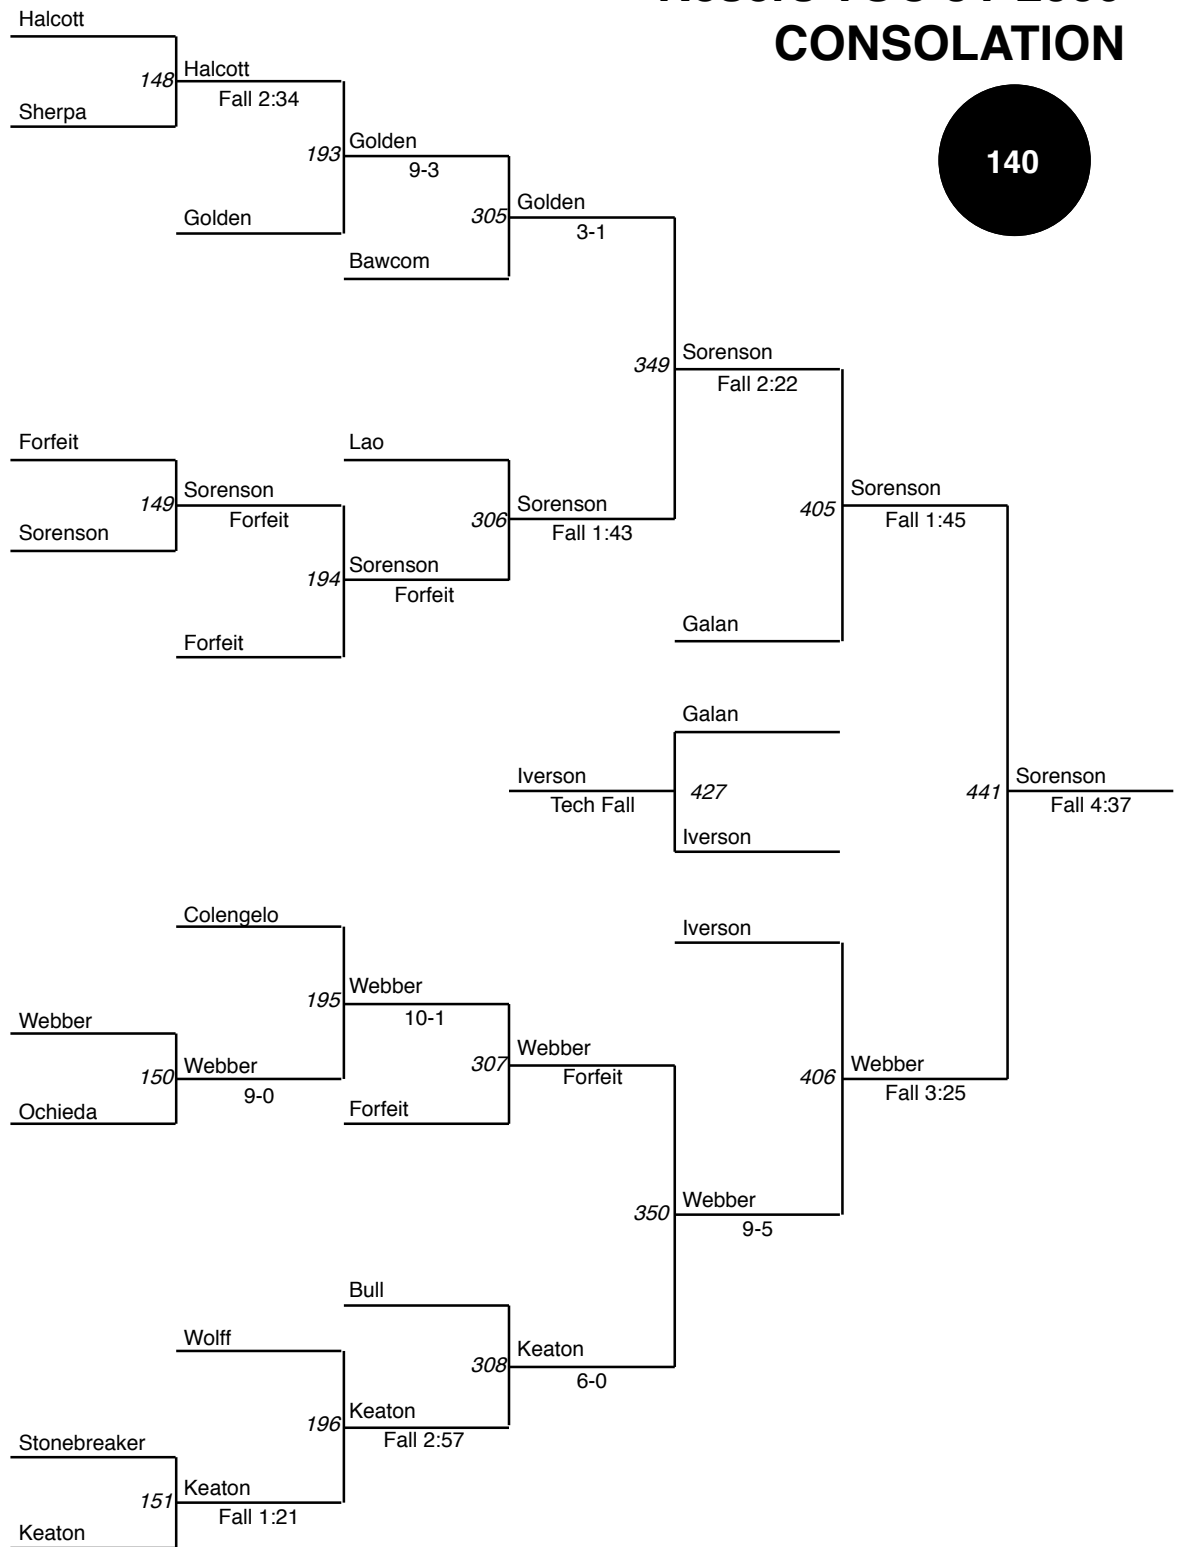 CONSOLATION
140
Halcott
148
Halcott
Fall 2:34
Sherpa
193
Golden
9-3
Golden
305
Golden
3-1
Bawcom
349
Sorenson
Fall 2:22
Forfeit
Lao
149
Sorenson
Forfeit
Sorenson
306
Sorenson
Fall 1:43
405
Sorenson
Fall 1:45
194
Sorenson
Forfeit
Forfeit
Galan
Galan
Iverson
Tech Fall
427
Iverson
441
Sorenson
Fall 4:37
Colengelo
Iverson
195
Webber
10-1
Webber
150
Webber
9-0
Ochieda
307
Webber
Forfeit
Forfeit
406
Webber
Fall 3:25
350
Webber
9-5
Bull
Wolff
308
Keaton
6-0
196
Keaton
Fall 2:57
Stonebreaker
151
Keaton
Fall 1:21
Keaton